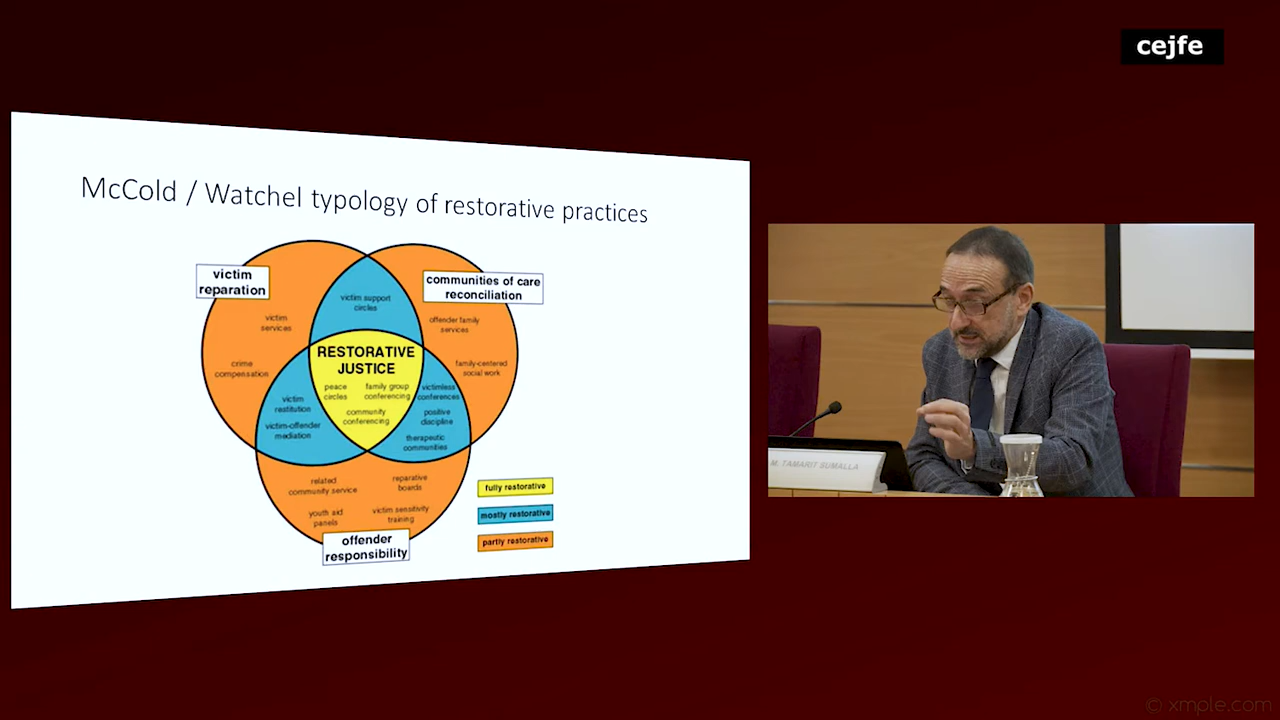 cejfe
McCold / Watchel typology of restorative practices
victim
reparation
communities of care
reconciliation
victim support
circles
victim
services
offender family
services
crime
compensation
RESTORATIVE
JUSTICE
family-centered
social work
peace
circles
family group
conferencing
victimless
conferences
victim
restitution
community
conferencing
positive
discipline
victim-offender
mediation
therapeutic
communities
related
community service
reparative
boards
youth aid
panels
victim sensitivity
training
offender
responsibility
fully restorative
mostly restorative
partly restorative
M. TAMARIT SUMALLA
© xmple.com